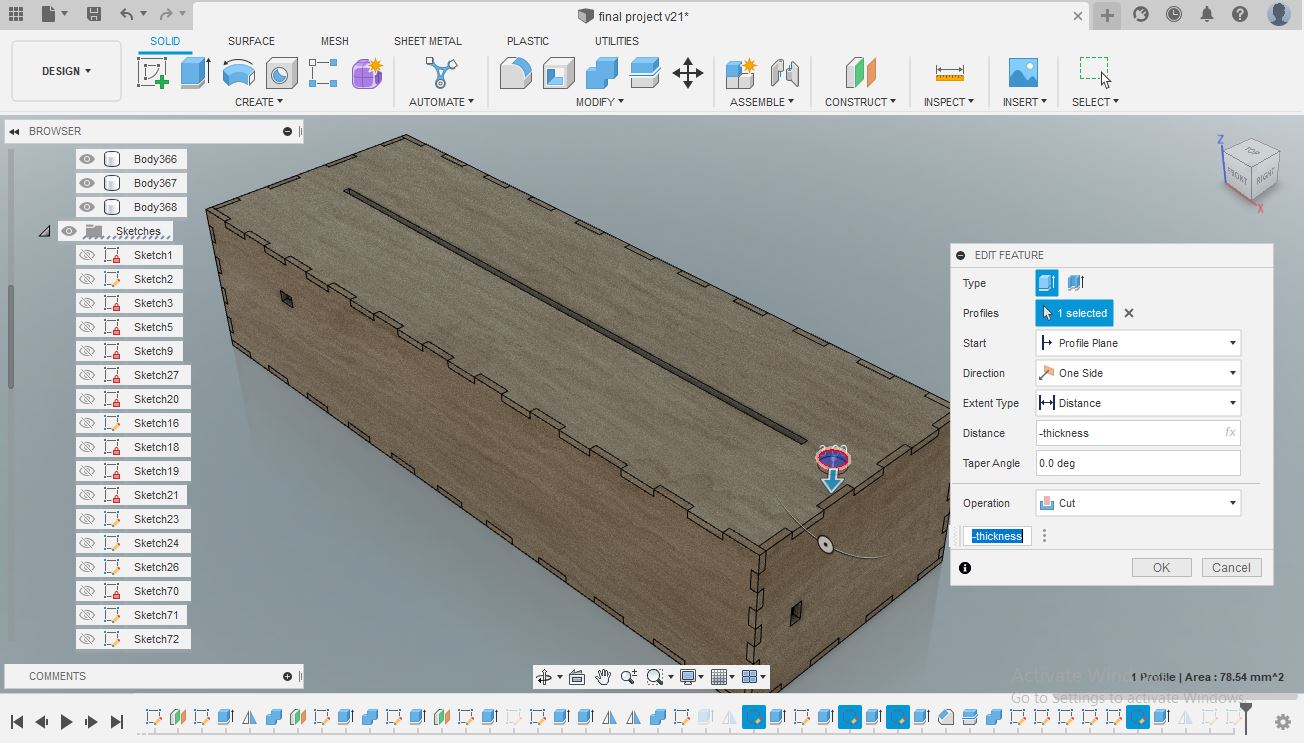 final project v21*
DESIGN
SOLID
SURFACE
MESH
SHEET METAL
PLASTIC
UTILITIES
CREATE
AUTOMATE
MODIFY
ASSEMBLE
CONSTRUCT
INSPECT
INSERT
SELECT
BROWSER
Body366
Body367
Body368
Sketches
Sketch1
Sketch2
Sketch3
Sketch5
Sketch9
Sketch27
Sketch20
Sketch16
Sketch18
Sketch19
Sketch21
Sketch23
Sketch24
Sketch26
Sketch70
Sketch71
Sketch72
COMMENTS
Z
TOP
FRONT
RIGHT
X
EDIT FEATURE
Type
Profiles
1 selected
Start
Profile Plane
Direction
One Side
Extent Type
Distance
Distance
-thickness
fx
Taper Angle
0.0 deg
Operation
Cut
-thickness
OK
Cancel
Activate Windows
1 Profile | Area : 78.54 mm^2
Go to Settings to activate Windows.